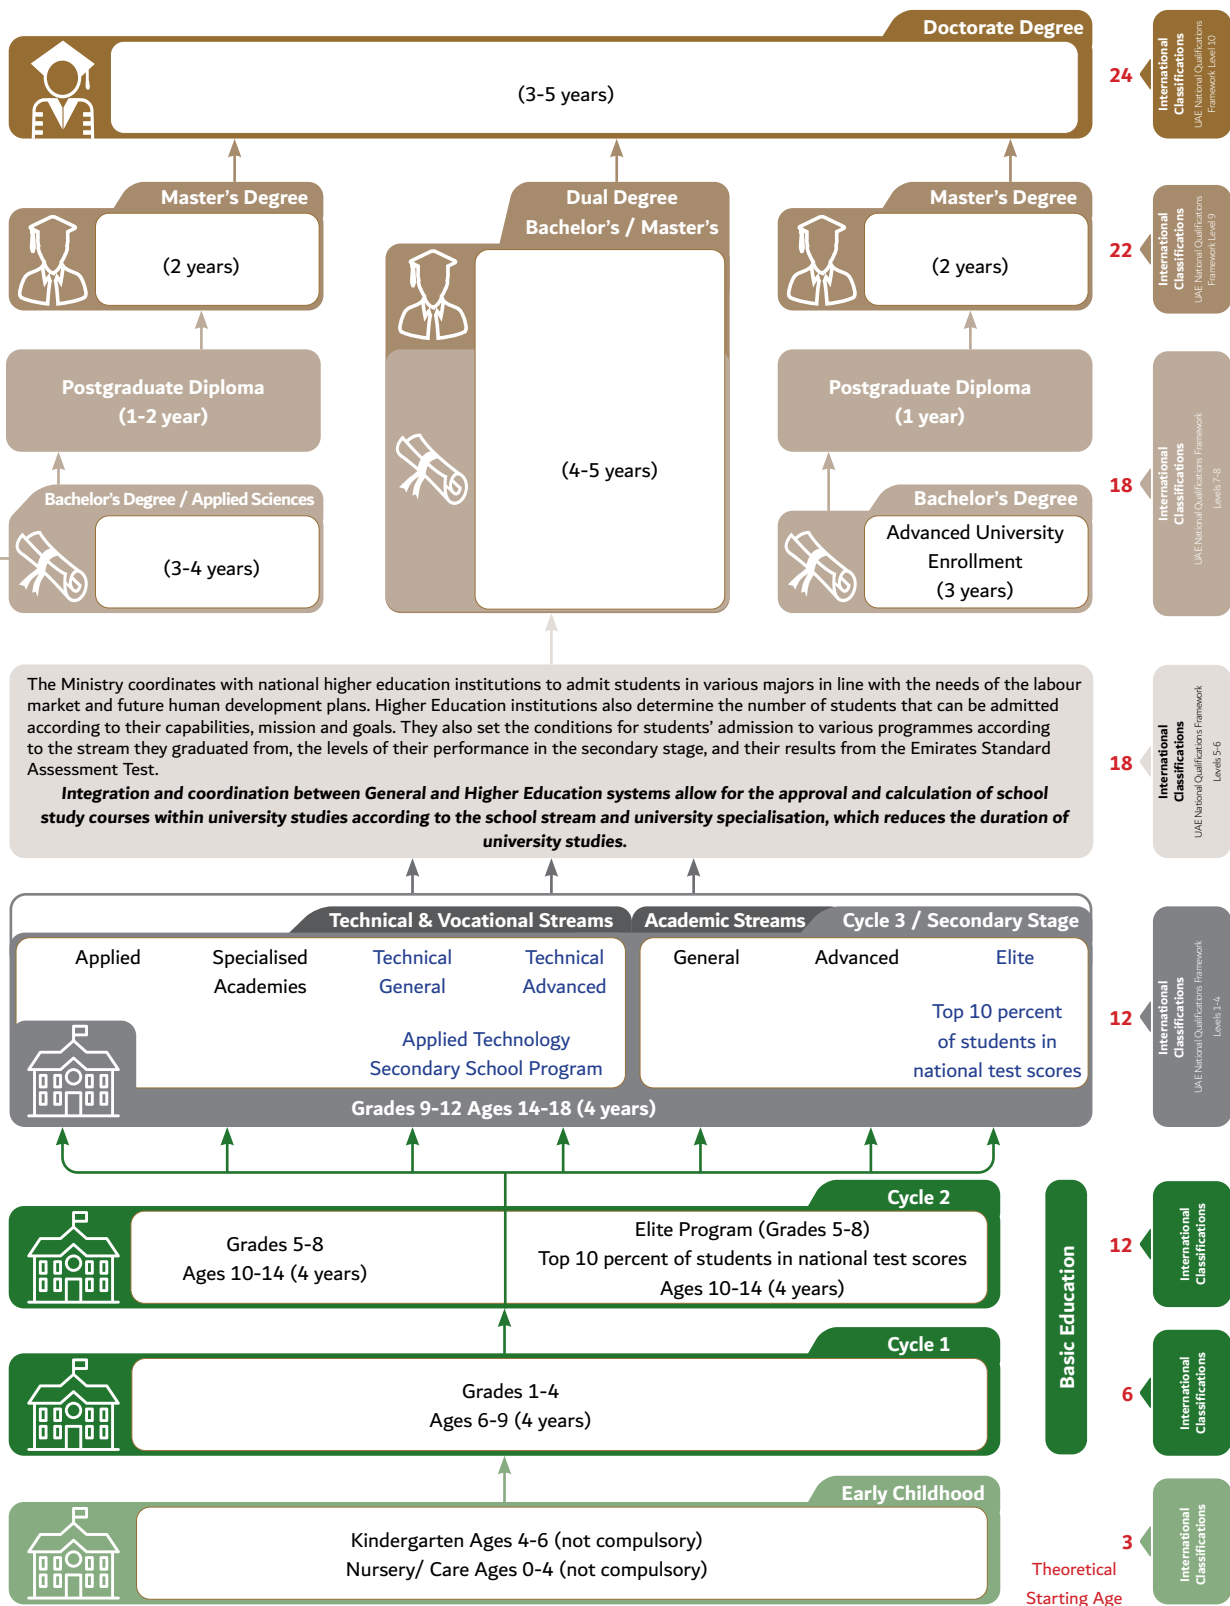 Doctorate Degree
(3-5 years)
24
International
Classifications
UAE National Qualifications
Framework Level 10
Master's Degree
(2 years)
Dual Degree
Bachelor's / Master's
(4-5 years)
Master's Degree
(2 years)
22
International
Classifications
UAE National Qualifications
Framework Level 9
Postgraduate Diploma
(1-2 year)
Postgraduate Diploma
(1 year)
Bachelor's Degree / Applied Sciences
(3-4 years)
Bachelor's Degree
Advanced University
Enrollment
(3 years)
18
International
Classifications
UAE National Qualifications Framework
Levels 7-8
The Ministry coordinates with national higher education institutions to admit students in various majors in line with the needs of the labour
market and future human development plans. Higher Education institutions also determine the number of students that can be admitted
according to their capabilities, mission and goals. They also set the conditions for students' admission to various programmes according
to the stream they graduated from, the levels of their performance in the secondary stage, and their results from the Emirates Standard
Assessment Test.
Integration and coordination between General and Higher Education systems allow for the approval and calculation of school
study courses within university studies according to the school stream and university specialisation, which reduces the duration of
university studies.
18
International
Classifications
UAE National Qualifications Framework
Levels 5-6
Technical & Vocational Streams
Academic Streams
Cycle 3 / Secondary Stage
Applied
Specialised
Academies
Technical
General
Technical
Advanced
Applied Technology
Secondary School Program
General
Advanced
Elite
Top 10 percent
of students in
national test scores
Grades 9-12 Ages 14-18 (4 years)
12
International
Classifications
UAE National Qualifications Framework
Levels 1-4
Cycle 2
Grades 5-8
Ages 10-14 (4 years)
Elite Program (Grades 5-8)
Top 10 percent of students in national test scores
Ages 10-14 (4 years)
12
International
Classifications
Basic Education
Cycle 1
Grades 1-4
Ages 6-9 (4 years)
6
International
Classifications
Early Childhood
Kindergarten Ages 4-6 (not compulsory)
Nursery/ Care Ages 0-4 (not compulsory)
3
Theoretical
Starting Age
International
Classifications